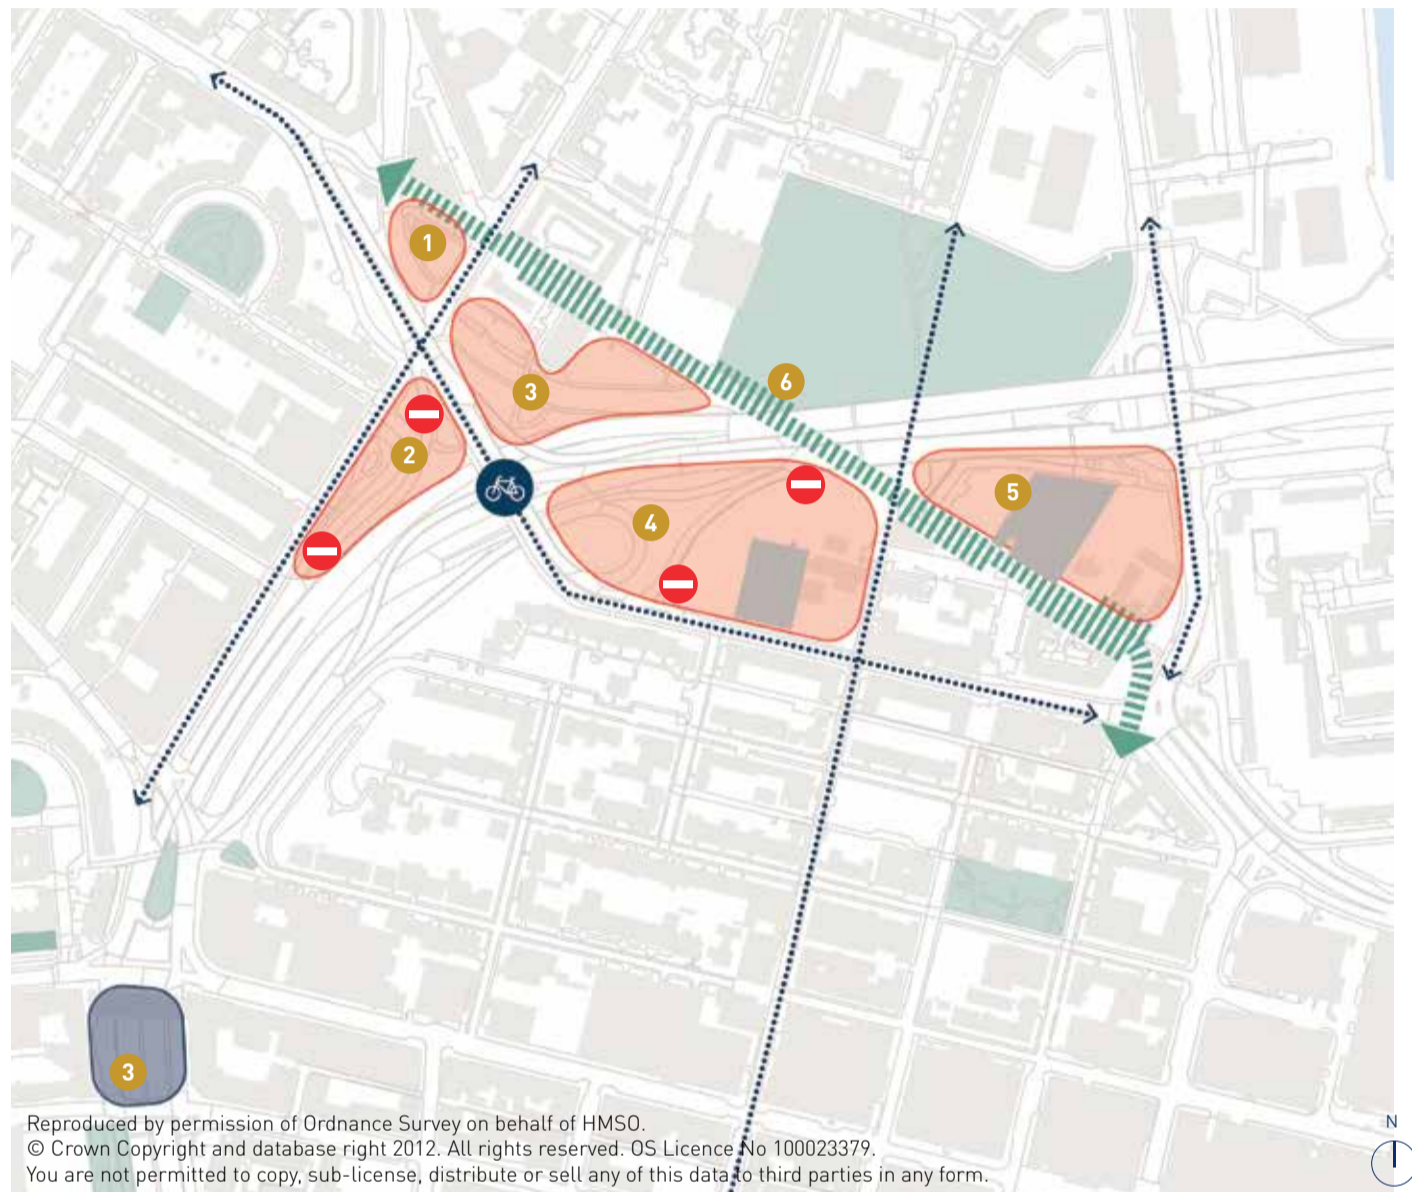 1
6
3
2
5
4
3
N
Reproduced by permission of Ordnance Survey on behalf of HMSO.
© Crown Copyright and database right 2012. All rights reserved. OS Licence No 100023379.
You are not permitted to copy, sub-license, distribute or sell any of this data to third parties in any form.